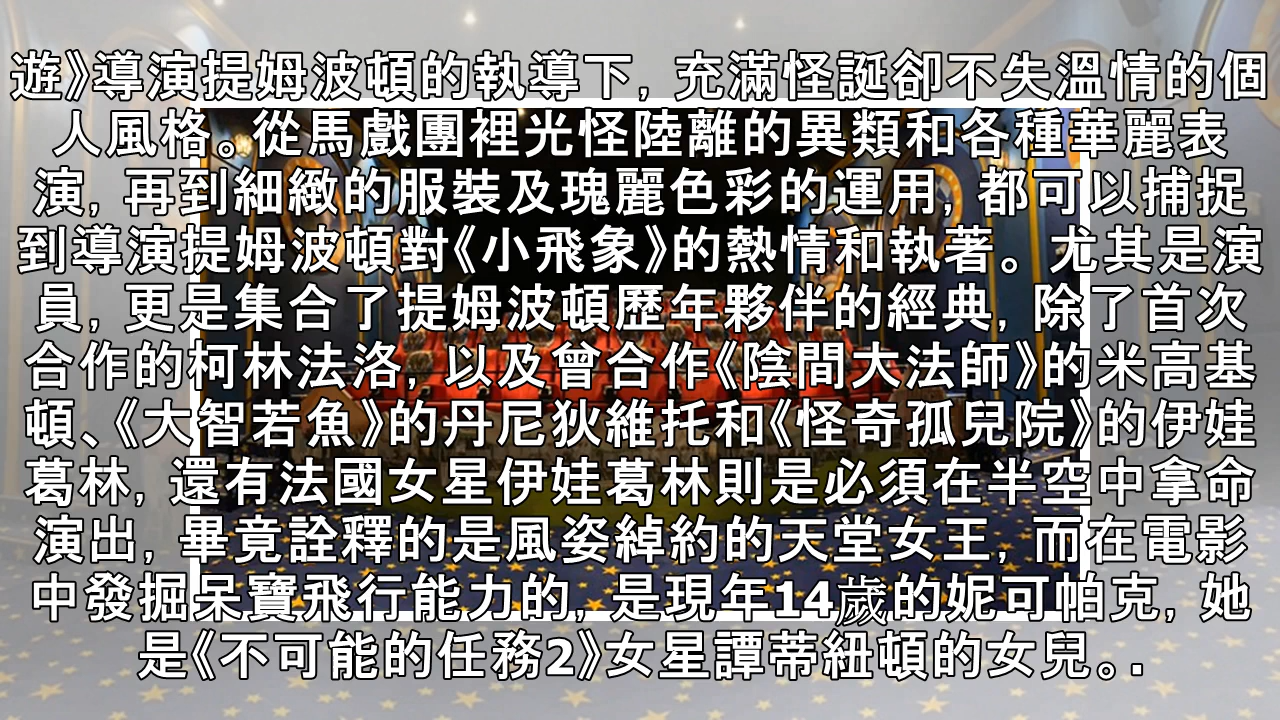 遊》導演提姆波頓的執導下, 充滿怪誕卻不失溫情的個
人風格。從馬戲團裡光怪陸離的異類和各種華麗表
演, 再到細緻的服裝及瑰麗色彩的運用, 都可以捕捉
到導演提姆波頓對《小飛象》的熱情和執著。尤其是演
員, 更是集合了提姆波頓歷年夥伴的經典, 除了首次
合作的柯林法洛, 以及曾合作《陰間大法師》的米高基
頓、《大智若魚》的丹尼狄維托和《怪奇孤兒院》的伊娃
葛林, 還有法國女星伊娃葛林則是必須在半空中拿命
演出, 畢竟詮釋的是風姿綽約的天堂女王, 而在電影
中發掘呆寶飛行能力的, 是現年14歲的妮可帕克, 她
是《不可能的任務2》女星譚蒂紐頓的女兒。.